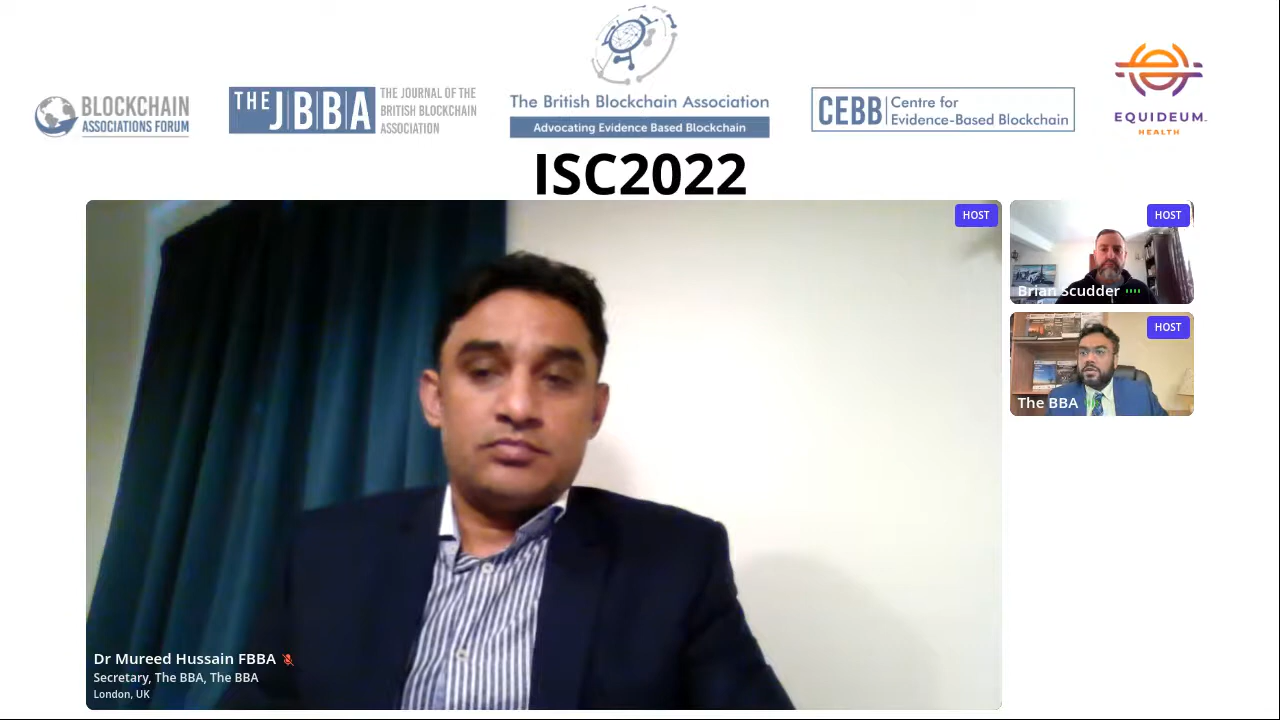 BLOCKCHAIN
ASSOCIATIONS FORUM
THE JBBA
THE JOURNAL OF THE
BRITISH BLOCKCHAIN
ASSOCIATION
The British Blockchain Association
Advocating Evidence Based Blockchain
CEBB
Centre for
Evidence-Based Blockchain
EQUIDEUM
HEALTH
ISC2022
HOST
HOST
Brian Scudder
HOST
The BBA
Dr Mureed Hussain FBBA
Secretary, The BBA, The BBA
London, UK